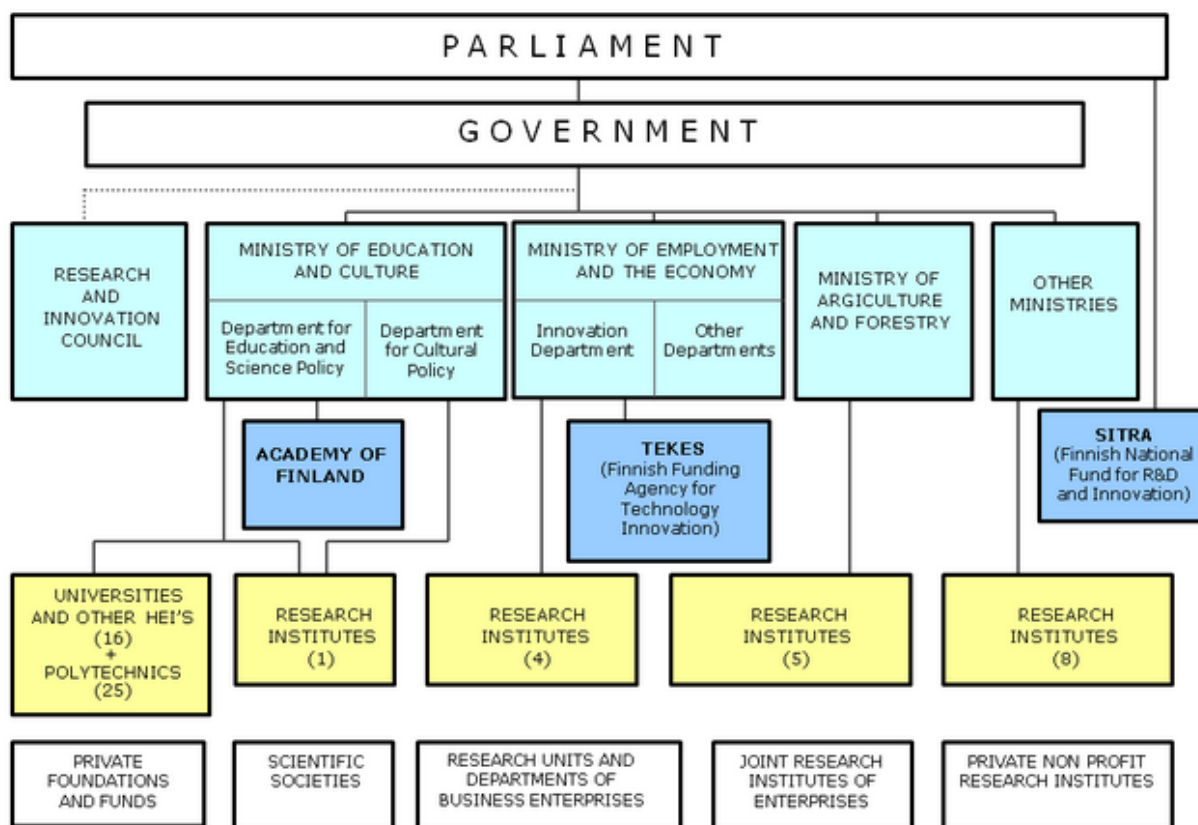 PARLIAMENT
GOVERNMENT
RESEARCH
AND
INNOVATION
COUNCIL
MINISTRY OF EDUCATION
AND CULTURE
Department for
Education and
Science Policy
Department
for Cultural
Policy
MINISTRY OF EMPLOYMENT
AND THE ECONOMY
Innovation
Department
Other
Departments
MINISTRY OF
ARGICULTURE
AND FORESTRY
OTHER
MINISTRIES
ACADEMY OF
FINLAND
TEKES
(Finnish Funding
Agency for
Technology
Innovation)
SITRA
(Finnish National
Fund for R&D
and Innovation)
UNIVERSITIES
AND OTHER HEI'S
(16)
+
POLYTECHNICS
(25)
RESEARCH
INSTITUTES
(1)
RESEARCH
INSTITUTES
(4)
RESEARCH
INSTITUTES
(5)
RESEARCH
INSTITUTES
(8)
PRIVATE
FOUNDATIONS
AND FUNDS
SCIENTIFIC
SOCIETIES
RESEARCH UNITS AND
DEPARTMENTS OF
BUSINESS ENTERPRISES
JOINT RESEARCH
INSTITUTES OF
ENTERPRISES
PRIVATE NON PROFIT
RESEARCH INSTITUTES